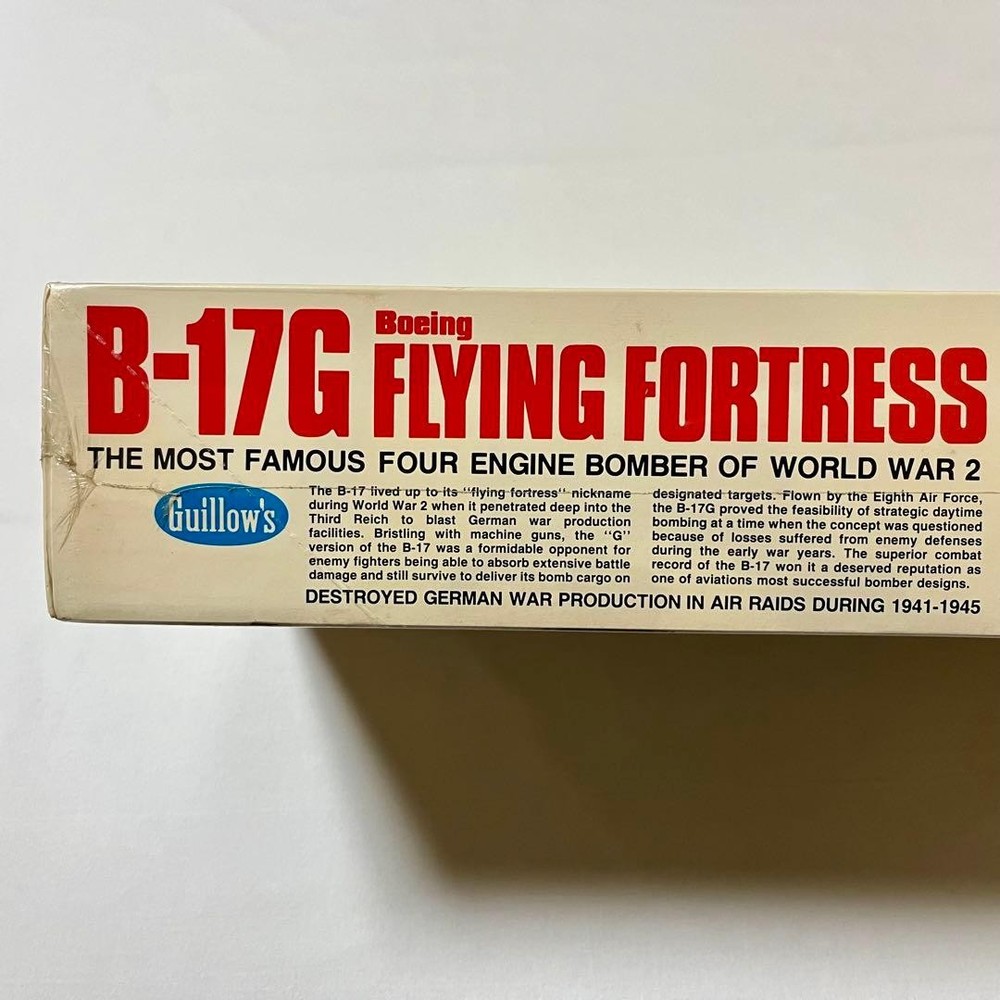 B-17G Boeing
FLYING FORTRESS
THE MOST FAMOUS FOUR ENGINE BOMBER OF WORLD WAR 2
Guillow's
The B-17 lived up to its "flying fortress" nickname
during World War 2 when it penetrated deep into the
Third Reich to blast German war production
facilities. Bristling with machine guns, the "G"
version of the B-17 was a formidable opponent for
enemy fighters being able to absorb extensive battle
damage and still survive to deliver its bomb cargo on
designated targets. Flown by the Eighth Air Force,
the B-17G proved the feasibility of strategic daytime
bombing at a time when the concept was questioned
because of losses suffered from enemy defenses
during the early war years. The superior combat
record of the B-17 won it a deserved reputation as
one of aviations most successful bomber designs.
DESTROYED GERMAN WAR PRODUCTION IN AIR RAIDS DURING 1941-1945